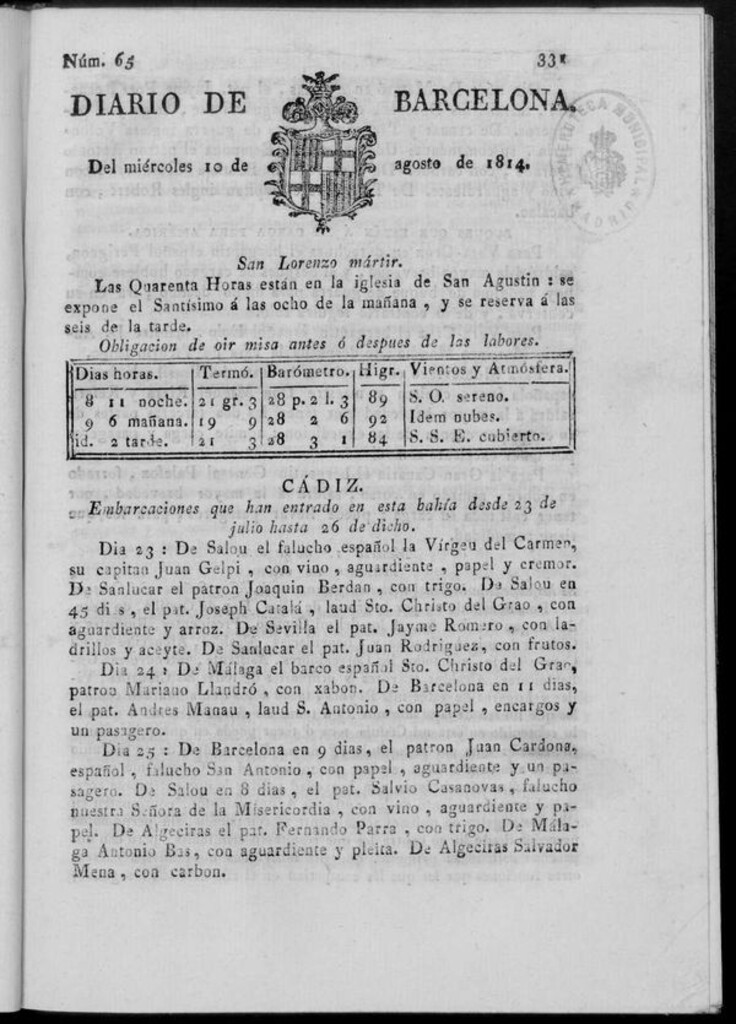 Núm. 65 331
DIARIO DE BARCELONA.
Del miércoles 10 de agosto de 1814.
HEMEROTECA MUNICIPAL
MADRID
San Lorenzo mártir.
Las Quarenta Horas están en la iglesia de San Agustin : se
expone el Santísimo á las ocho de la mañana , y se reserva á las
seis de la tarde.
Obligacion de oir misa antes ó despues de las labores.
Dias horas. Termó. Barómetro. Higr. Vientos y Atmósfera.
8 11 noche. 21 gr. 3 28 p. 2 l. 3 89 S. O. sereno.
9 6 mañana. 19 9 28 2 6 92 Idem nubes.
id. 2 tarde. 21 3 28 3 1 84 S. S. E. cubierto.
CÁDIZ.
Embarcaciones que han entrado en esta bahía desde 23 de
julio hasta 26 de dicho.
Dia 23 : De Salou el falucho español la Vírgeu del Carmen,
su capitan Juan Gelpi , con vino , aguardiente , papel y cremor.
De Sanlucar el patron Joaquin Berdan , con trigo. De Salou en
45 di s , el pat. Joseph Catalá , laud Sto. Christo del Grao , con
aguardiente y arroz. De Sevilla el pat. Jayme Romero , con la-
drillos y aceyte. De Sanlucar el pat. Juan Rodriguez, con frutos.
Dia 24 : De Málaga el barco español Sto. Christo del Grao,
patron Mariano Llandró , con xabon. De Barcelona en 11 dias,
el pat. Andres Manau , laud S. Antonio , con papel , encargos y
un pasagero.
Dia 25 : De Barcelona en 9 dias, el patron Juan Cardona,
español , falucho San Antonio , con papel , aguardiente y un pa-
sagero. De Salou en 8 dias , el pat. Salvio Casanovas , falucho
nuestra Señora de la Misericordia , con vino , aguardiente y pa-
pel. De Algeciras el pat. Fernando Parra , con trigo. De Mála-
ga Antonio Bas, con aguardiente y pleita. De Algeciras Salvador
Mena , con carbon.